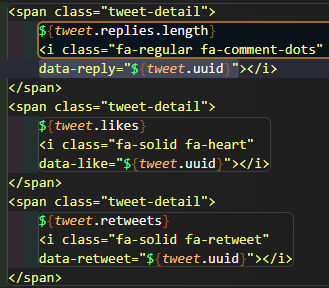 <span class="tweet-detail">
${tweet.replies.length}
<i class="fa-regular fa-comment-dots"
data-reply="${tweet.uuid}"></i>
</span>
<span class="tweet-detail">
${tweet.likes}
<i class="fa-solid fa-heart"
data-like="${tweet.uuid}"></i>
</span>
<span class="tweet-detail">
${tweet.retweets}
<i class="fa-solid fa-retweet"
data-retweet="${tweet.uuid}"></i>
</span>